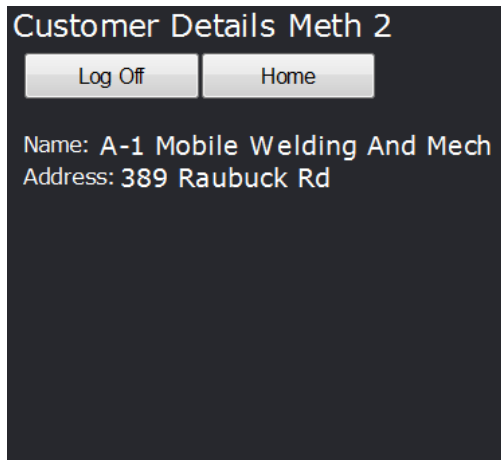 Customer Details Meth 2
Log Off Home
Name: A-1 Mobile Welding And Mech
Address: 389 Raubuck Rd